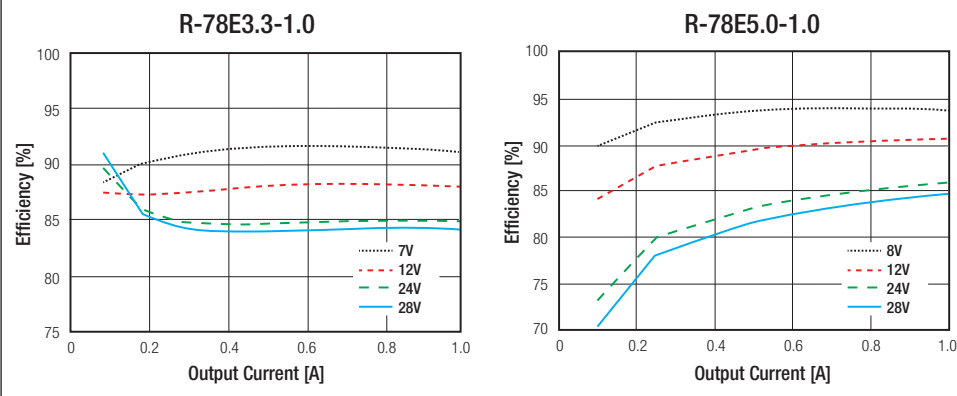 R-78E3.3-1.0
Efficiency [%]
100
95
90
85
80
75
0
0.2
0.4
0.6
0.8
1.0
Output Current [A]
7V
12V
24V
28V
R-78E5.0-1.0
Efficiency [%]
100
95
90
85
80
75
70
0
0.2
0.4
0.6
0.8
1.0
Output Current [A]
8V
12V
24V
28V